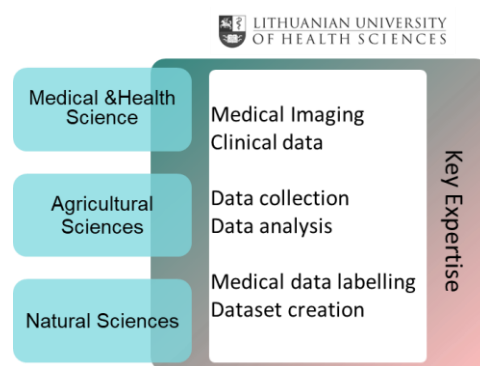 LITHUANIAN UNIVERSITY
OF HEALTH SCIENCES
Medical &Health
Science
Medical Imaging
Clinical data
Agricultural
Sciences
Data collection
Data analysis
Natural Sciences
Medical data labelling
Dataset creation
Key Expertise